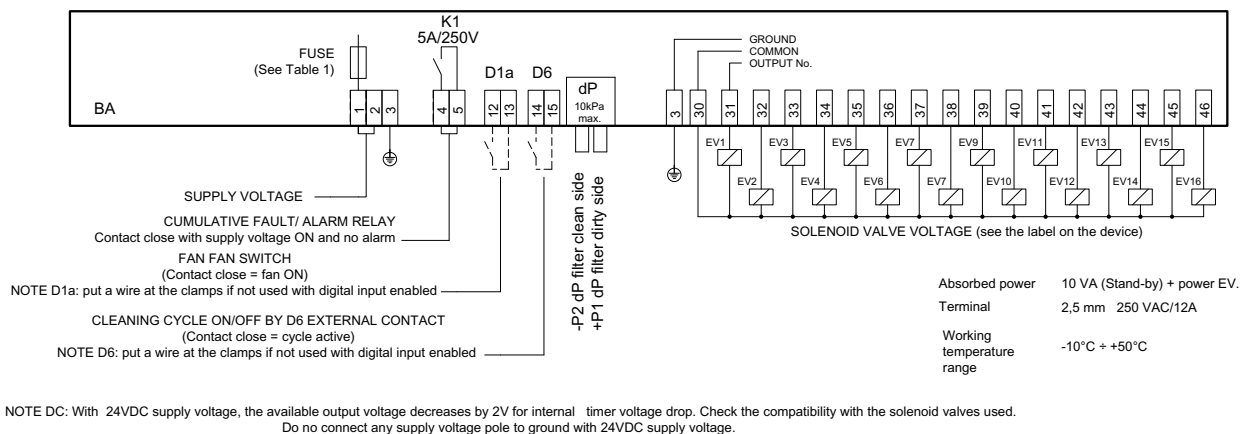 K1
5A/250V
FUSE
(See Table 1)
D1a D6
dP
10kPa
max.
GROUND
COMMON
OUTPUT No.
BA
1 2 3 4 5 12 13 14 15
3 30 31 32 33 34 35 36 37 38 39 40 41 42 43 44 45 46
EV1 EV3 EV5 EV7 EV9 EV11 EV13 EV15
EV2 EV4 EV6 EV7 EV10 EV12 EV14 EV16
SOLENOID VALVE VOLTAGE (see the label on the device)
-P2 dP filter clean side
+P1 dP filter dirty side
SUPPLY VOLTAGE
CUMULATIVE FAULT/ ALARM RELAY
Contact close with supply voltage ON and no alarm
FAN FAN SWITCH
(Contact close = fan ON)
NOTE D1a: put a wire at the clamps if not used with digital input enabled
CLEANING CYCLE ON/OFF BY D6 EXTERNAL CONTACT
(Contact close = cycle active)
NOTE D6: put a wire at the clamps if not used with digital input enabled
Absorbed power 10 VA (Stand-by) + power EV.
Terminal 2,5 mm 250 VAC/12A
Working
temperature
range
-10°C ÷ +50°C
NOTE DC: With 24VDC supply voltage, the available output voltage decreases by 2V for internal timer voltage drop. Check the compatibility with the solenoid valves used.
Do no connect any supply voltage pole to ground with 24VDC supply voltage.